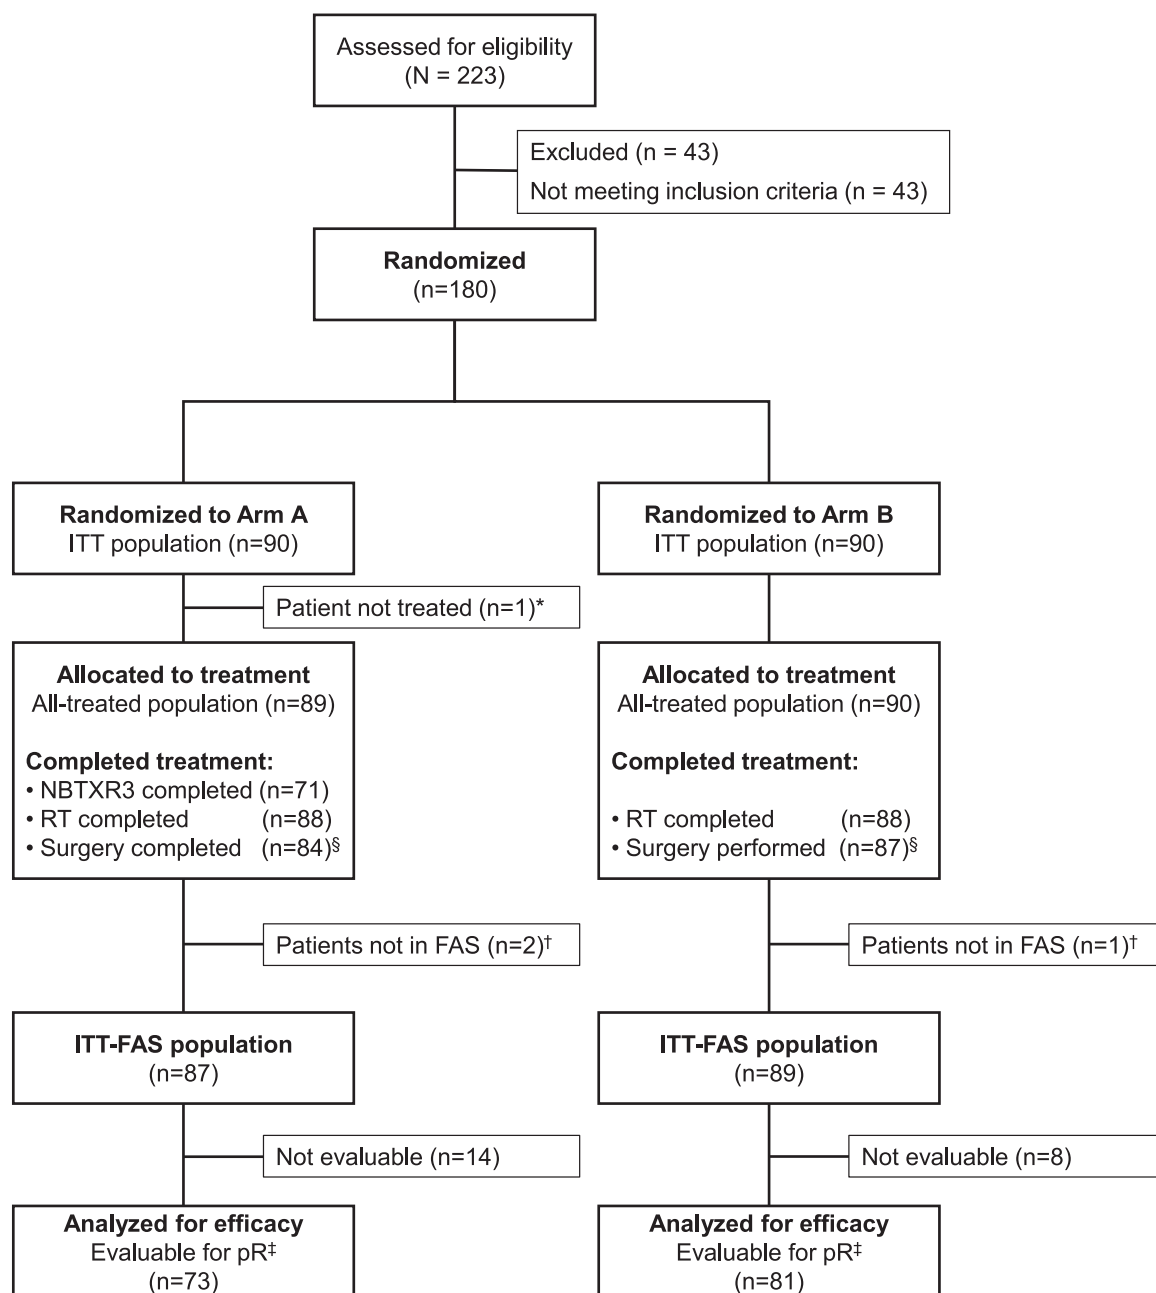 Assessed for eligibility
(N = 223)
Excluded (n = 43)
Not meeting inclusion criteria (n = 43)
Randomized
(n=180)
Randomized to Arm A
ITT population (n=90)
Patient not treated (n=1)*
Allocated to treatment
All-treated population (n=89)
Completed treatment:
• NBTXR3 completed (n=71)
• RT completed (n=88)
• Surgery completed (n=84)§
Patients not in FAS (n=2)†
ITT-FAS population
(n=87)
Not evaluable (n=14)
Analyzed for efficacy
Evaluable for pR‡
(n=73)
Randomized to Arm B
ITT population (n=90)
Allocated to treatment
All-treated population (n=90)
Completed treatment:
• RT completed (n=88)
• Surgery performed (n=87)§
Patients not in FAS (n=1)†
ITT-FAS population
(n=89)
Not evaluable (n=8)
Analyzed for efficacy
Evaluable for pR‡
(n=81)